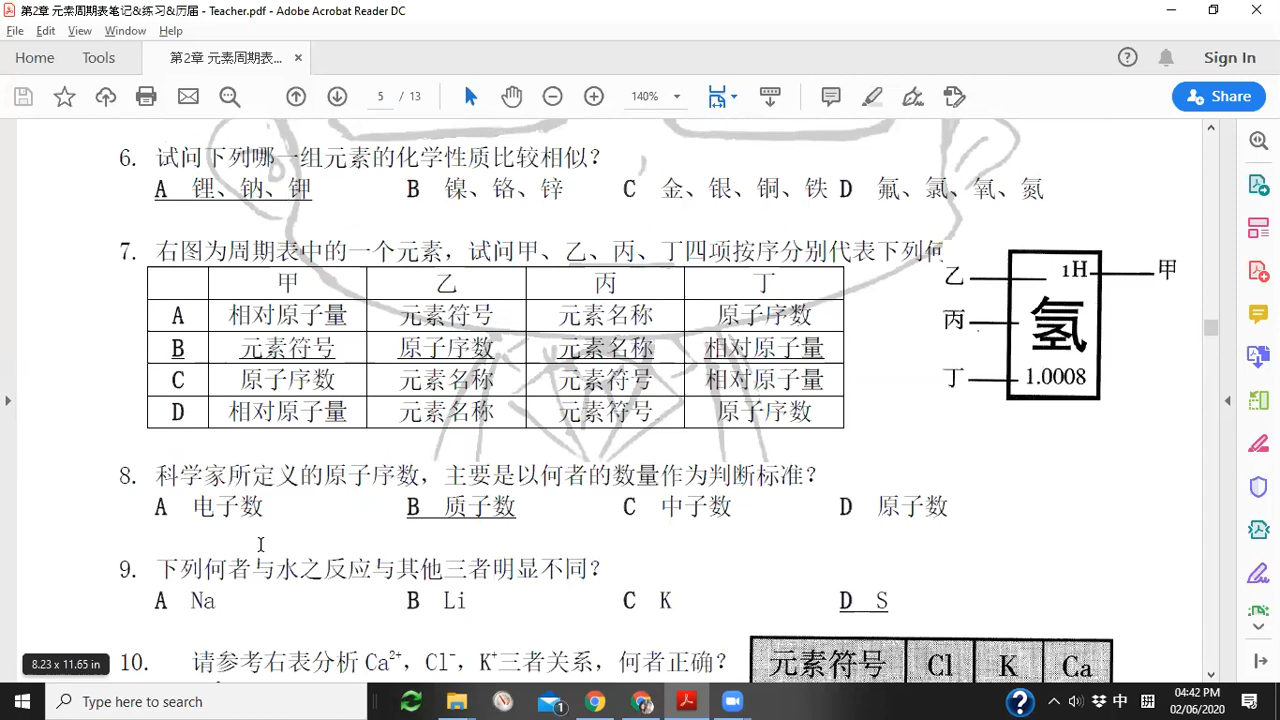 第2章 元素周期表笔记&练习&历届 - Teacher.pdf - Adobe Acrobat Reader DC
File Edit View Window Help
Home Tools 第2章 元素周期表... × Sign In
5 / 13 140% Share
6. 试问下列哪一组元素的化学性质比较相似？
A 锂、钠、钾 B 镍、铬、锌 C 金、银、铜、铁 D 氟、氯、氧、氮
7. 右图为周期表中的一个元素，试问甲、乙、丙、丁四项按序分别代表下列何
甲 乙 丙 丁
A 相对原子量 元素符号 元素名称 原子序数
B 元素符号 原子序数 元素名称 相对原子量
C 原子序数 元素名称 元素符号 相对原子量
D 相对原子量 元素名称 元素符号 原子序数
乙 1H 甲
丙 氢
丁 1.0008
8. 科学家所定义的原子序数，主要是以何者的数量作为判断标准？
A 电子数 B 质子数 C 中子数 D 原子数
9. 下列何者与水之反应与其他三者明显不同？
A Na B Li C K D S
10. 请参考右表分析 Ca²⁺，Cl⁻，K⁺三者关系，何者正确？
元素符号 Cl K Ca
8.23 x 11.65 in
Type here to search
1 中 拼 04:42 PM
02/06/2020